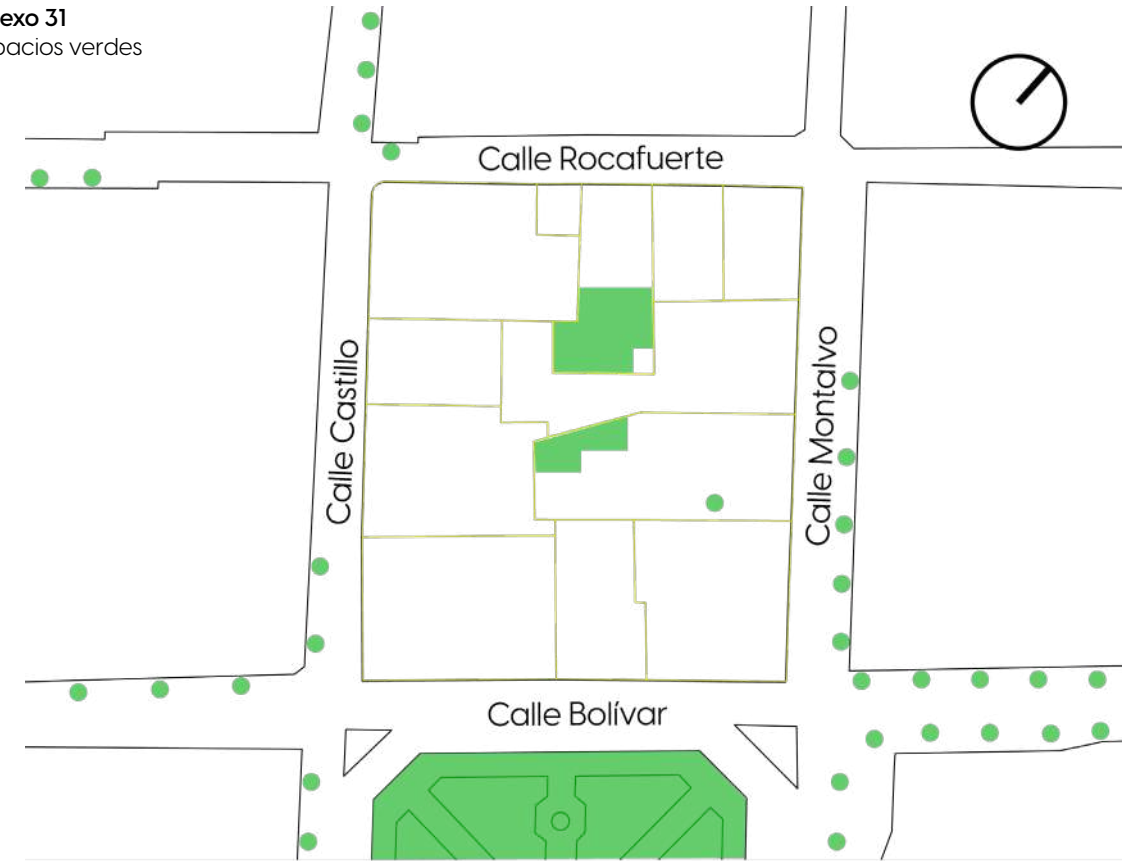 exo 31
pacios verdes
Calle Rocafuerte
Calle Castillo
Calle Montalvo
Calle Bolívar